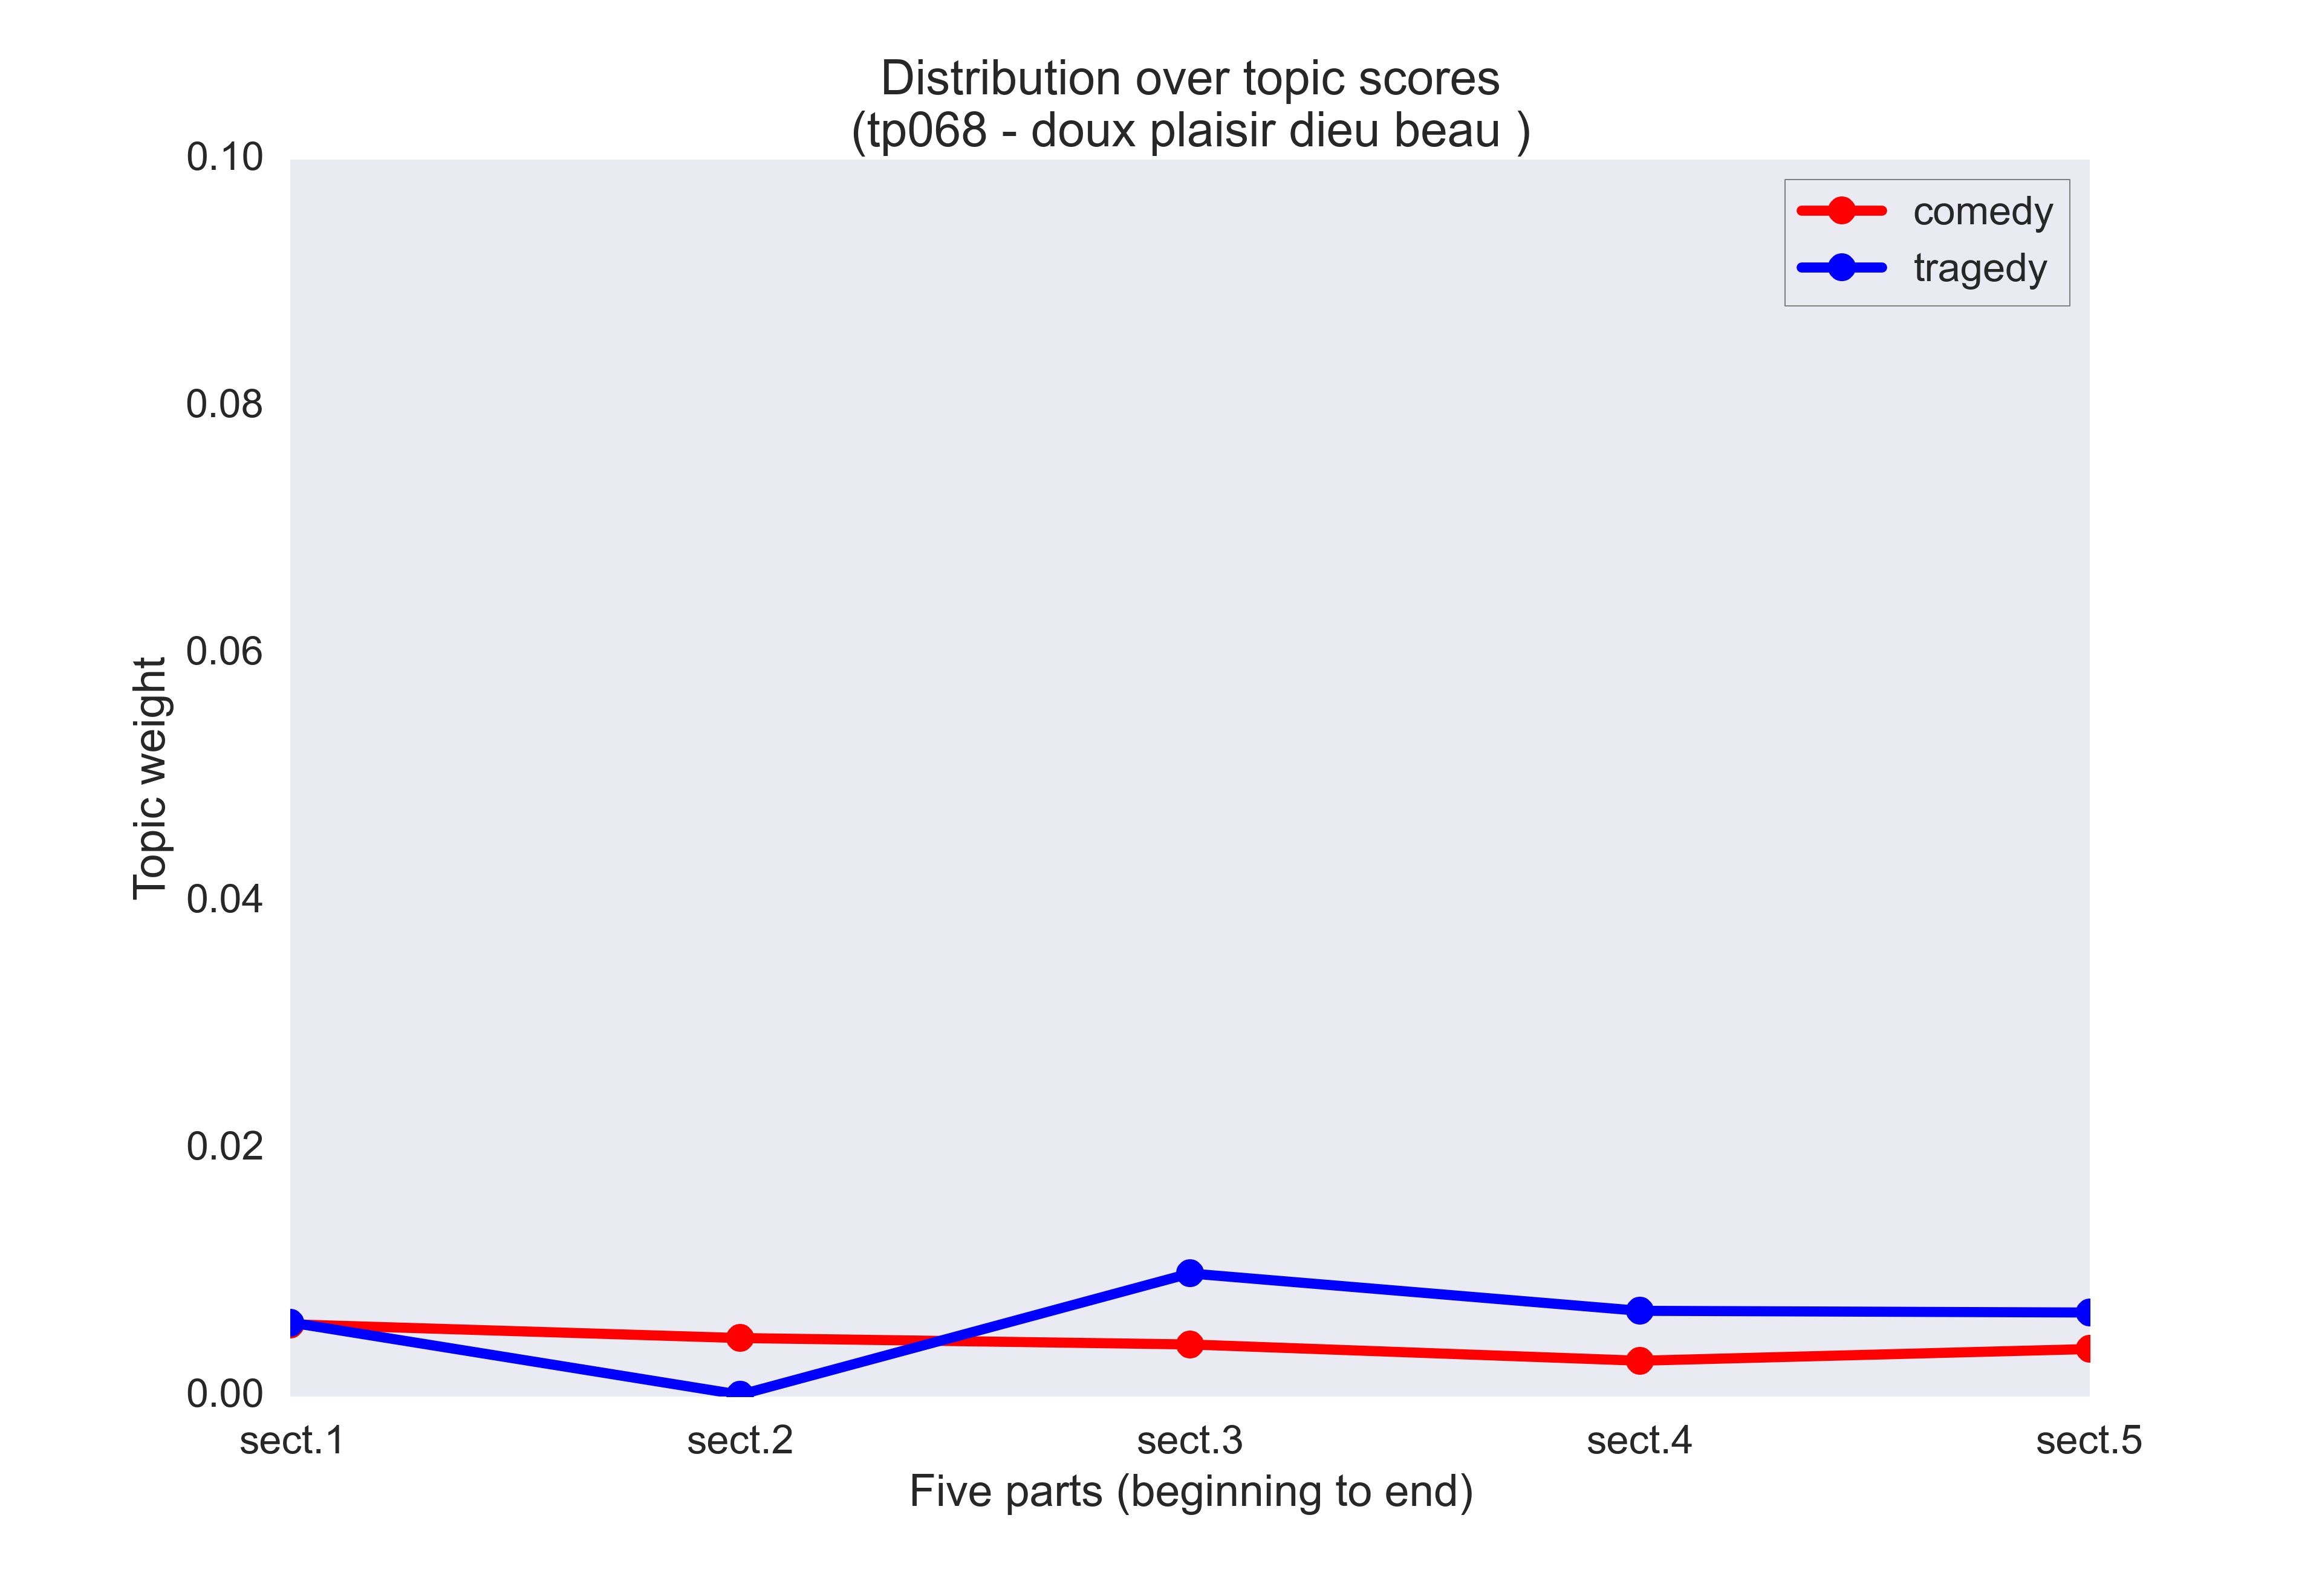 Distribution over topic scores
(tp068 - doux plaisir dieu beau )
0.10
0.08
0.06
0.04
0.02
0.00
Topic weight
comedy
tragedy
sect.1 sect.2 sect.3 sect.4 sect.5
Five parts (beginning to end)